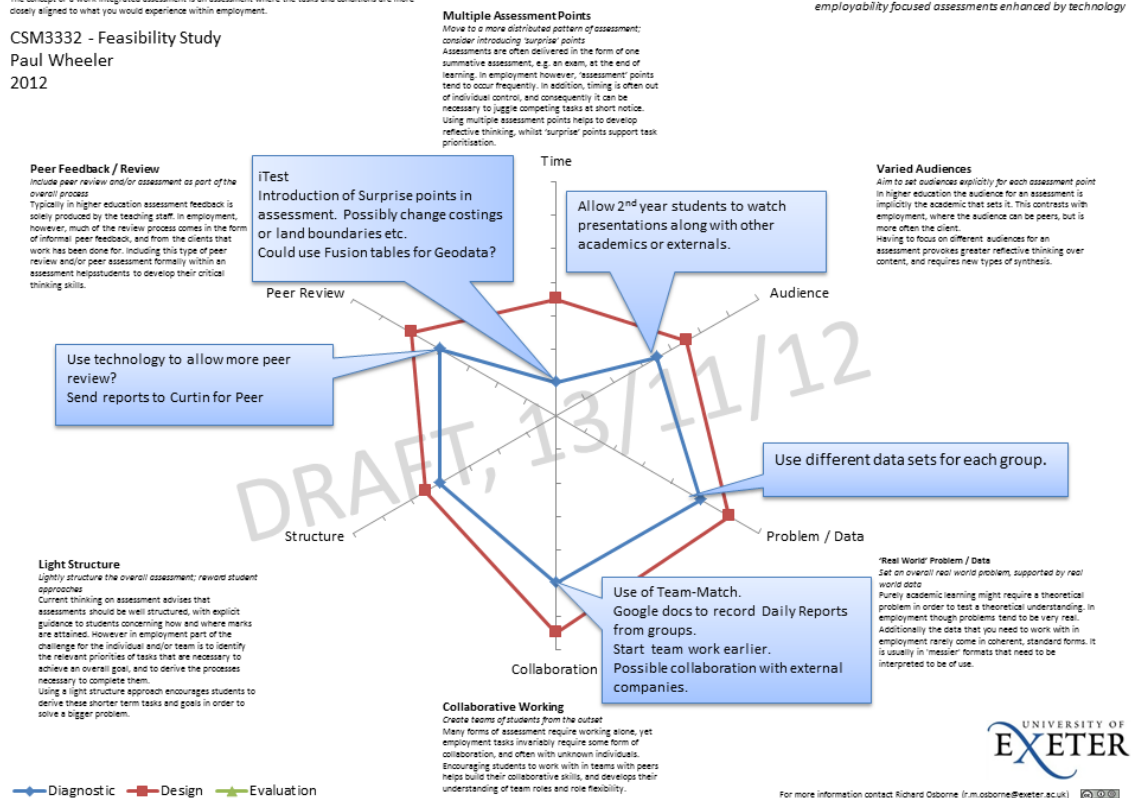 The concept of a work integrated assessment is an assessment where the tasks and conditions are more
closely aligned to what you would experience within employment.
employability focused assessments enhanced by technology
CSM3332 - Feasibility Study
Paul Wheeler
2012
Multiple Assessment Points
Move to a more distributed pattern of assessment;
consider introducing 'surprise' points
Assessments are often delivered in the form of one
summative assessment, e.g. an exam, at the end of
learning. In employment however, 'assessment' points
tend to occur frequently. In addition, timing is often out
of individual control, and consequently it can be
necessary to juggle competing tasks at short notice.
Using multiple assessment points helps to develop
reflective thinking, whilst 'surprise' points support task
prioritisation.
Peer Feedback / Review
Include peer review and/or assessment as part of the
overall process
Typically in higher education assessment feedback is
solely produced by the teaching staff. In employment,
however, much of the review process comes in the form
of informal peer feedback, and from the clients that
work has been done for. Including this type of peer
review and/or peer assessment formally within an
assessment helpsstudents to develop their critical
thinking skills.
iTest
Introduction of Surprise points in
assessment. Possibly change costings
or land boundaries etc.
Could use Fusion tables for Geodata?
Time
Allow 2nd year students to watch
presentations along with other
academics or externals.
Varied Audiences
Aim to set audiences explicitly for each assessment point
In higher education the audience for an assessment is
implicitly the academic that sets it. This contrasts with
employment, where the audience can be peers, but is
more often the client.
Having to focus on different audiences for an
assessment provokes greater reflective thinking over
content, and requires new types of synthesis.
Peer Review
Audience
Use technology to allow more peer
review?
Send reports to Curtin for Peer
DRAFT, 13/11/12
Use different data sets for each group.
Structure
Problem / Data
Light Structure
Lightly structure the overall assessment; reward student
approaches
Current thinking on assessment advises that
assessments should be well structured, with explicit
guidance to students concerning how and where marks
are attained. However in employment part of the
challenge for the individual and/or team is to identify
the relevant priorities of tasks that are necessary to
achieve an overall goal, and to derive the processes
necessary to complete them.
Using a light structure approach encourages students to
derive these shorter term tasks and goals in order to
solve a bigger problem.
Use of Team-Match.
Google docs to record Daily Reports
from groups.
Start team work earlier.
Possible collaboration with external
companies.
Collaboration
'Real World' Problem / Data
Set an overall real world problem, supported by real
world data
Purely academic learning might require a theoretical
problem in order to test a theoretical understanding. In
employment though problems tend to be very real.
Additionally the data that you need to work with in
employment rarely come in coherent, standard forms. It
is usually in 'messier' formats that need to be
interpreted to be of use.
Collaborative Working
Create teams of students from the outset
Many forms of assessment require working alone, yet
employment tasks invariably require some form of
collaboration, and often with unknown individuals.
Encouraging students to work with in teams with peers
helps build their collaborative skills, and develops their
understanding of team roles and role flexibility.
UNIVERSITY OF
EXETER
Diagnostic Design Evaluation
For more information contact Richard Osborne (r.m.osborne@exeter.ac.uk)